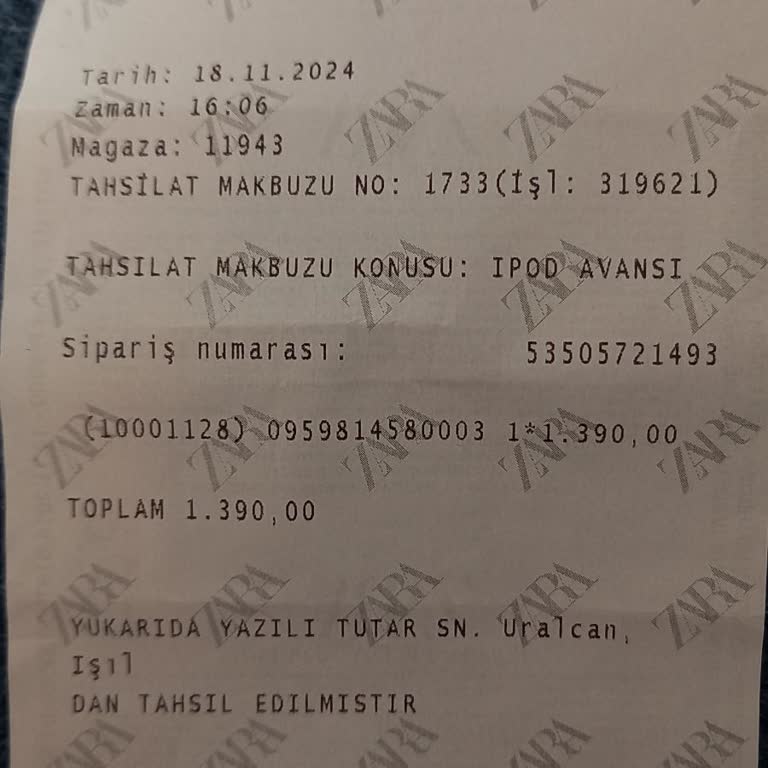 Tarih: 18.11.2024
Zaman: 16:06
Magaza: 11943
TAHSİLAT MAKBUZU NO: 1733(İşl: 319621)
TAHSILAT MAKBUZU KONUSU: IPOD AVANSI
Sipariş numarası: 53505721493
(10001128) 0959814580003 1*1.390,00
TOPLAM 1.390,00
YUKARIDA YAZILI TUTAR SN. Uralcan,
Işıl
DAN TAHSIL EDILMISTIR
ZARA